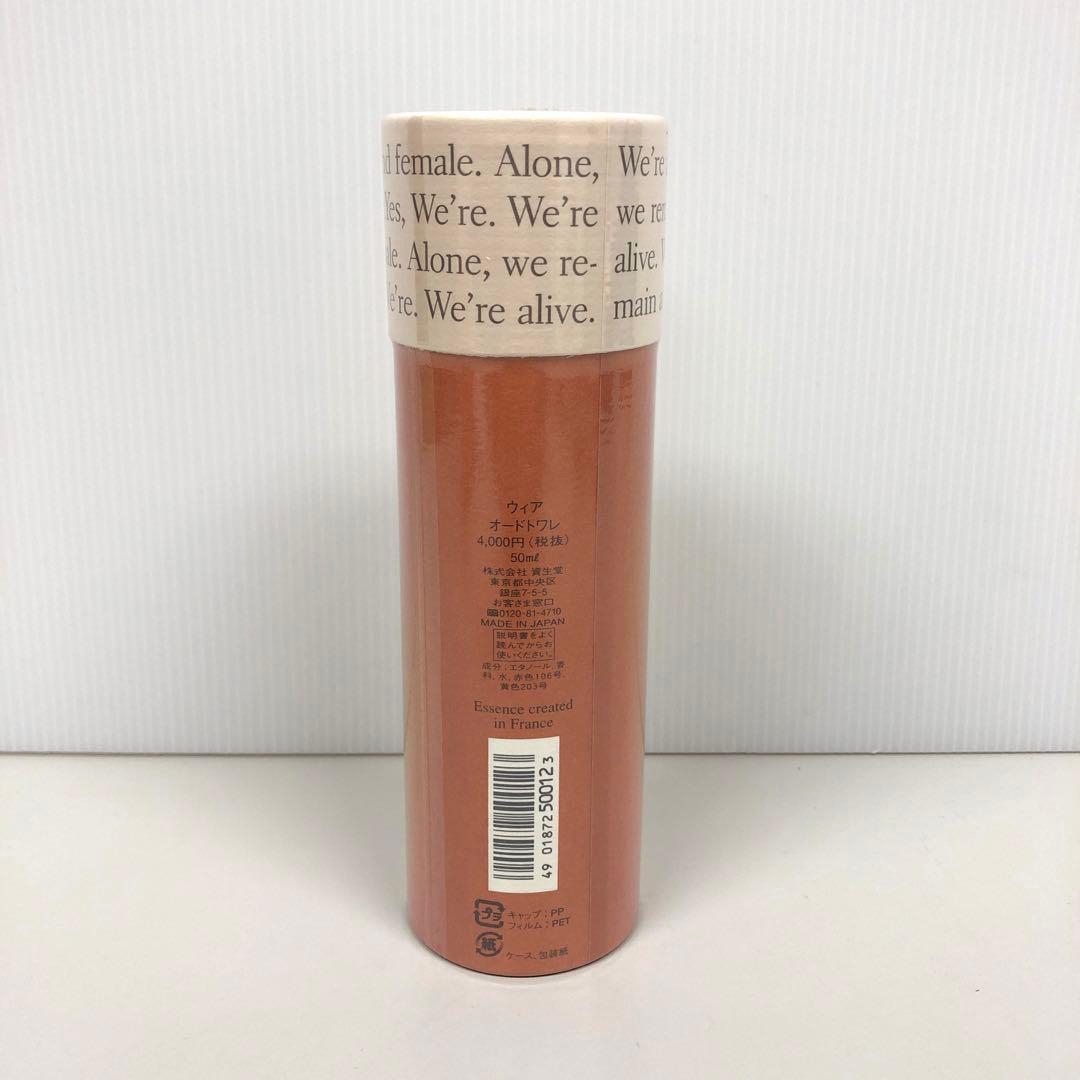 d female. Alone,
Yes, We're. We're
le. Alone, we re-
e're. We're alive.
We're
we rem
alive. W
main a
ウィア
オードトワレ
4,000円(税抜)
50ml
株式会社 資生堂
東京都中央区
銀座7-5-5
お客さま窓口
0120-81-4710
MADE IN JAPAN
説明書をよく
読んでからお
使いください。
成分:エタノール、香
料、水、赤色106号、
黄色203号
Essence created
in France
49 01872 50012 3
プラ
キャップ:PP
フィルム:PET
紙
ケース、包装紙